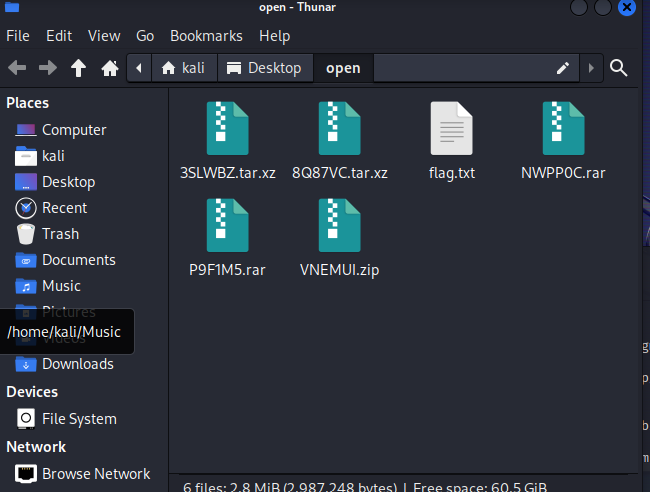 open - Thunar
File Edit View Go Bookmarks Help
kali Desktop open
Places
Computer
kali
Desktop
Recent
Trash
Documents
Music
Pictures
Videos
/home/kali/Music
Downloads
Devices
File System
Network
Browse Network
3SLWBZ.tar.xz 8Q87VC.tar.xz flag.txt NWPP0C.rar
P9F1M5.rar VNEMUI.zip
6 files: 2.8 MiB (2,987,248 bytes) | Free space: 60.5 GiB